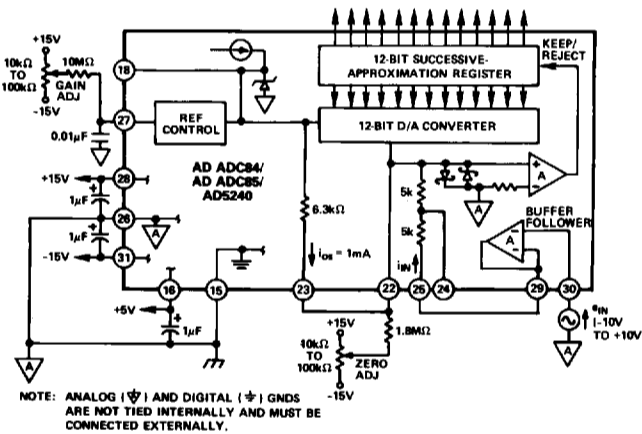 +15V
10kΩ
TO
100kΩ
10MΩ
GAIN
ADJ
-15V
0.01μF
18
27
REF
CONTROL
12-BIT SUCCESSIVE-
APPROXIMATION REGISTER
KEEP/
REJECT
12-BIT D/A CONVERTER
AD ADC84/
AD ADC85/
AD5240
+15V
28
1μF
26
A
1μF
-15V
31
6.3kΩ
iOS = 1mA
5k
5k
iIN
+
-
A
A
BUFFER
FOLLOWER
A
-
-
16
15
23
22
25
24
29
30
+5V
1μF
A
+15V
10kΩ
TO
100kΩ
-15V
1.8MΩ
ZERO
ADJ
eIN
(-10V
TO +10V
A
NOTE: ANALOG ( ) AND DIGITAL ( ) GNDS
ARE NOT TIED INTERNALLY AND MUST BE
CONNECTED EXTERNALLY.